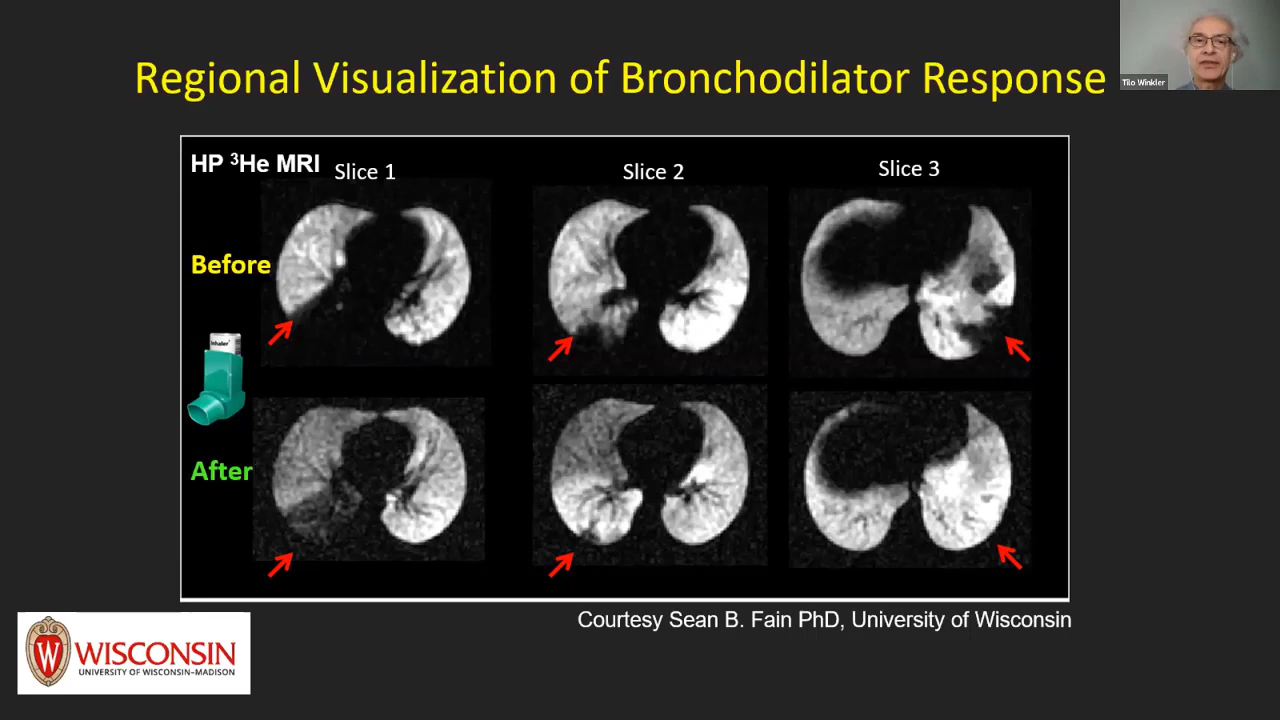 Regional Visualization of Bronchodilator Response
Tilo Winkler
HP ³He MRI
Slice 1
Slice 2
Slice 3
Before
Inhaler
After
Courtesy Sean B. Fain PhD, University of Wisconsin
W WISCONSIN
UNIVERSITY OF WISCONSIN–MADISON